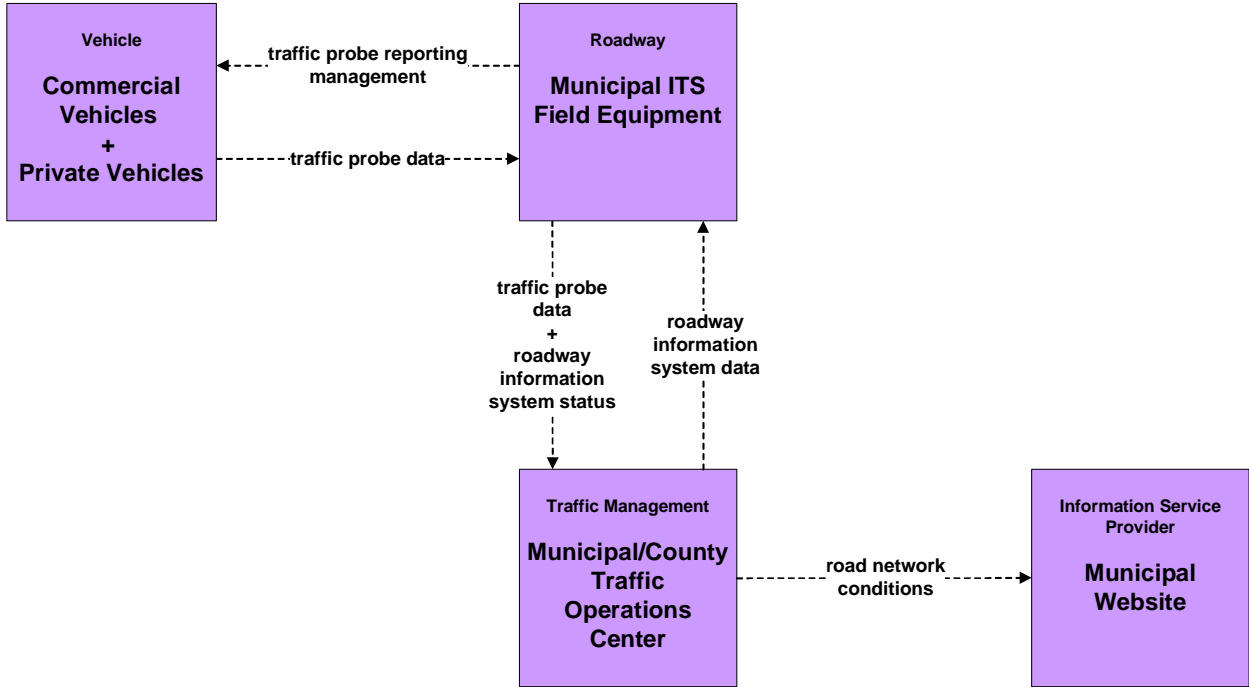 Vehicle
Commercial
Vehicles
+
Private Vehicles
traffic probe reporting
management
traffic probe data
Roadway
Municipal ITS
Field Equipment
traffic probe
data
+
roadway
information
system status
roadway
information
system data
Traffic Management
Municipal/County
Traffic
Operations
Center
road network
conditions
Information Service
Provider
Municipal
Website